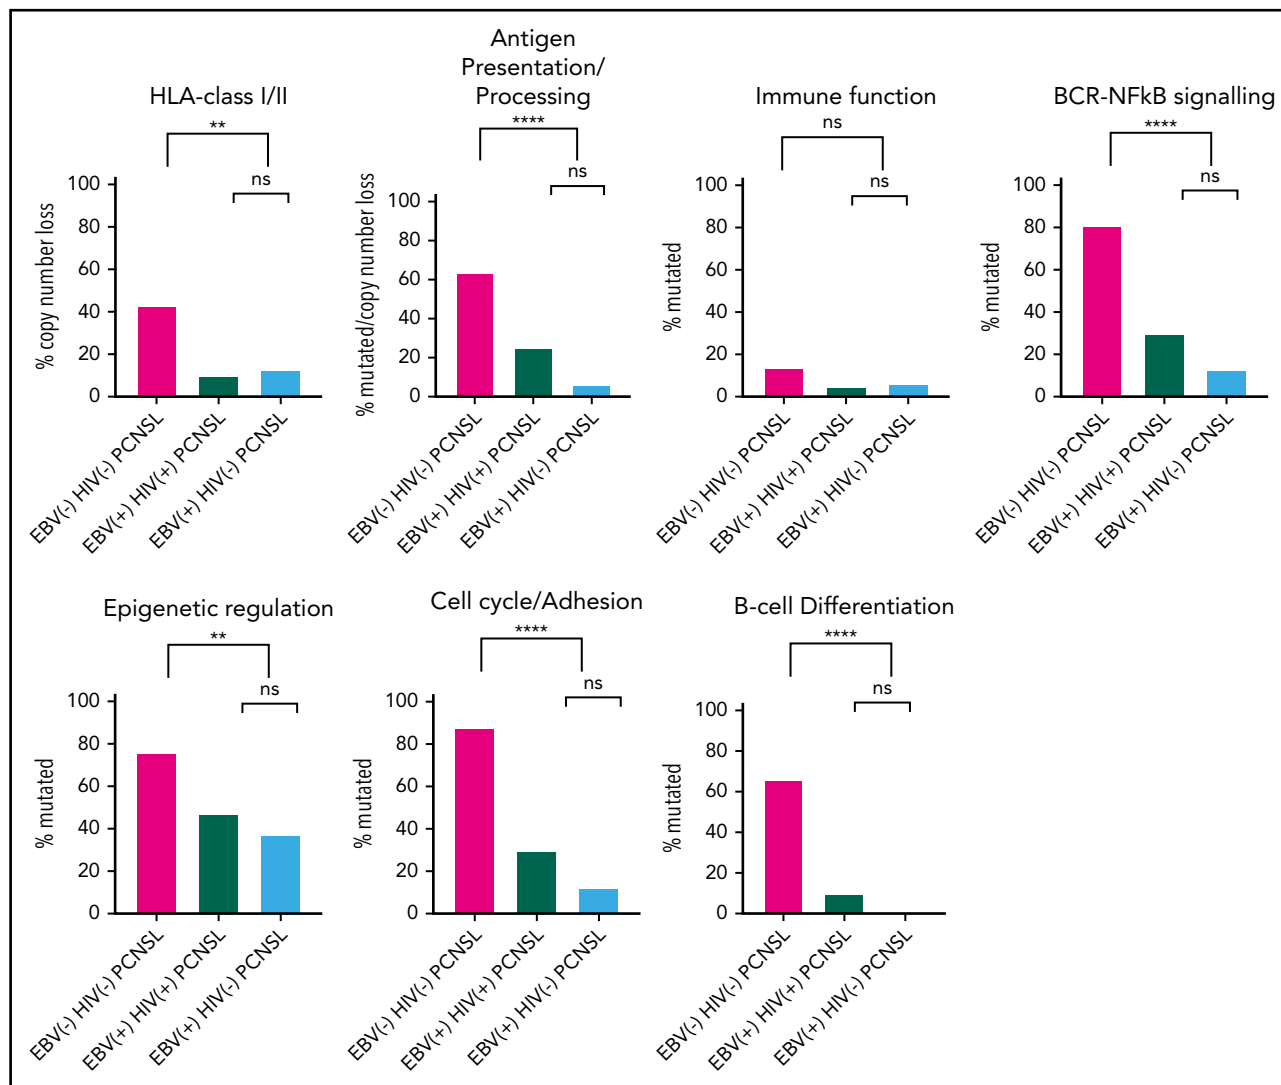 HLA-class I/II
**
ns
100
80
60
40
20
0
% copy number loss
EBV(-) HIV(-) PCNSL
EBV(+) HIV(+) PCNSL
EBV(+) HIV(-) PCNSL
Antigen
Presentation/
Processing
****
ns
100
80
60
40
20
0
% mutated/copy number loss
EBV(-) HIV(-) PCNSL
EBV(+) HIV(+) PCNSL
EBV(+) HIV(-) PCNSL
Immune function
ns
ns
100
80
60
40
20
0
% mutated
EBV(-) HIV(-) PCNSL
EBV(+) HIV(+) PCNSL
EBV(+) HIV(-) PCNSL
BCR-NFkB signalling
****
ns
100
80
60
40
20
0
% mutated
EBV(-) HIV(-) PCNSL
EBV(+) HIV(+) PCNSL
EBV(+) HIV(-) PCNSL
Epigenetic regulation
**
ns
100
80
60
40
20
0
% mutated
EBV(-) HIV(-) PCNSL
EBV(+) HIV(+) PCNSL
EBV(+) HIV(-) PCNSL
Cell cycle/Adhesion
****
ns
100
80
60
40
20
0
% mutated
EBV(-) HIV(-) PCNSL
EBV(+) HIV(+) PCNSL
EBV(+) HIV(-) PCNSL
B-cell Differentiation
****
ns
100
80
60
40
20
0
% mutated
EBV(-) HIV(-) PCNSL
EBV(+) HIV(+) PCNSL
EBV(+) HIV(-) PCNSL